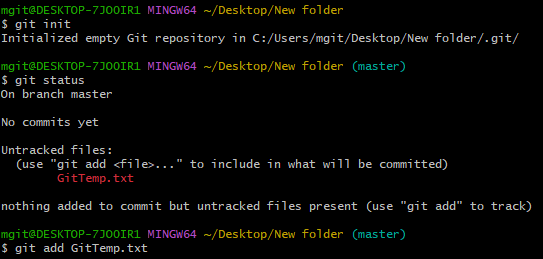 mgit@DESKTOP-7JOOIR1 MINGW64 ~/Desktop/New folder
$ git init
Initialized empty Git repository in C:/Users/mgit/Desktop/New folder/.git/
mgit@DESKTOP-7JOOIR1 MINGW64 ~/Desktop/New folder (master)
$ git status
On branch master
No commits yet
Untracked files:
(use "git add <file>..." to include in what will be committed)
GitTemp.txt
nothing added to commit but untracked files present (use "git add" to track)
mgit@DESKTOP-7JOOIR1 MINGW64 ~/Desktop/New folder (master)
$ git add GitTemp.txt